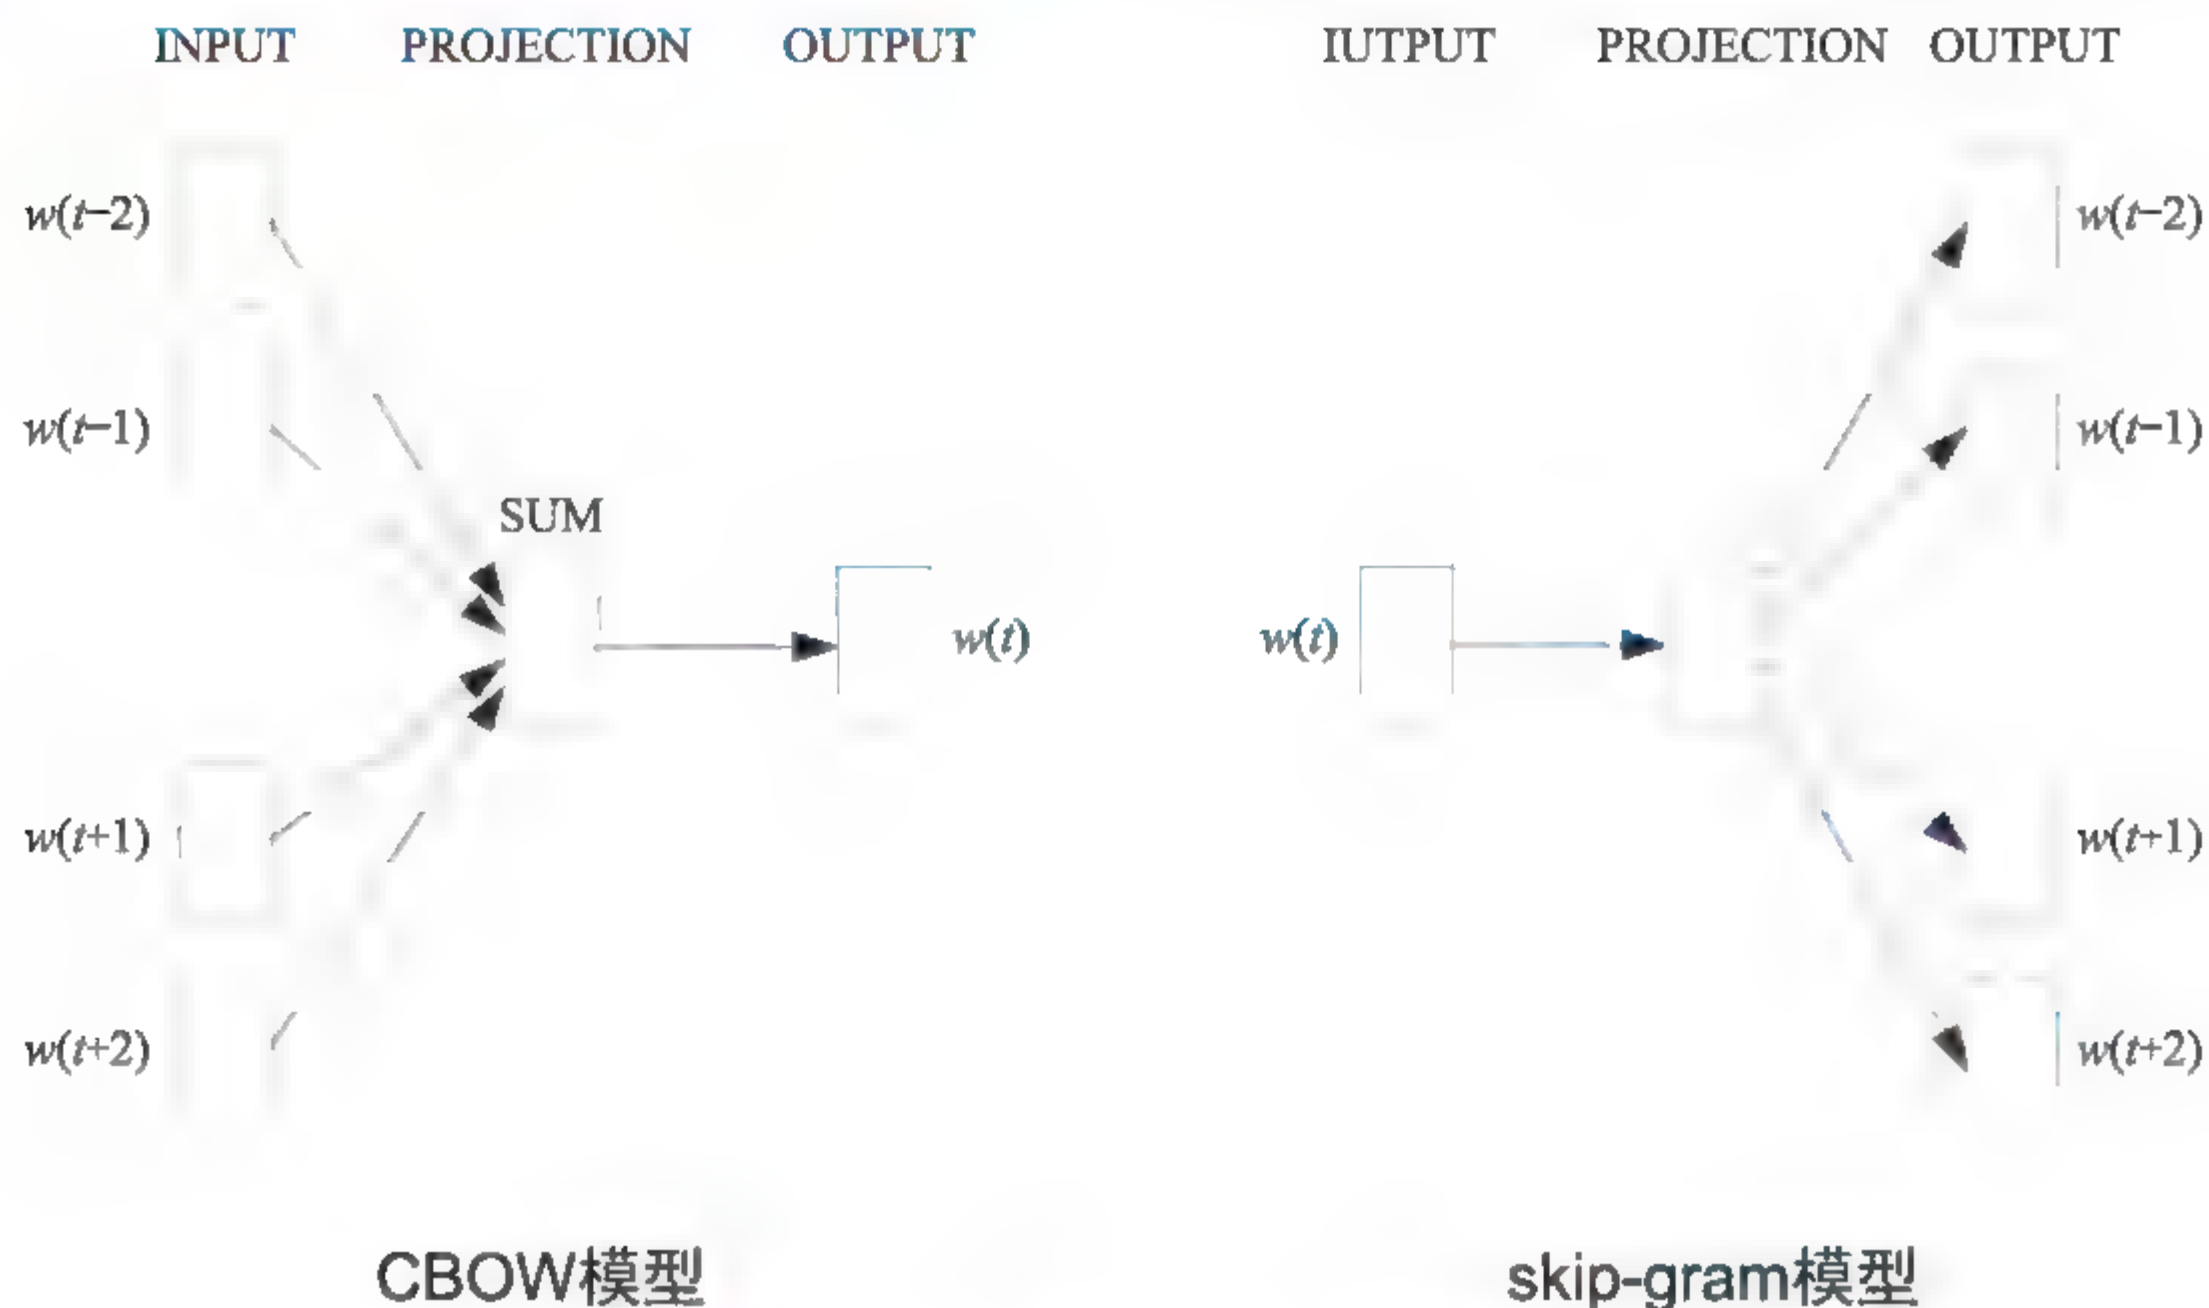 INPUT PROJECTION OUTPUT IUTPUT PROJECTION OUTPUT
w(t−2) w(t−2)
w(t−1) w(t−1)
SUM
w(t) w(t)
w(t+1) w(t+1)
w(t+2) w(t+2)
CBOW模型 skip-gram模型